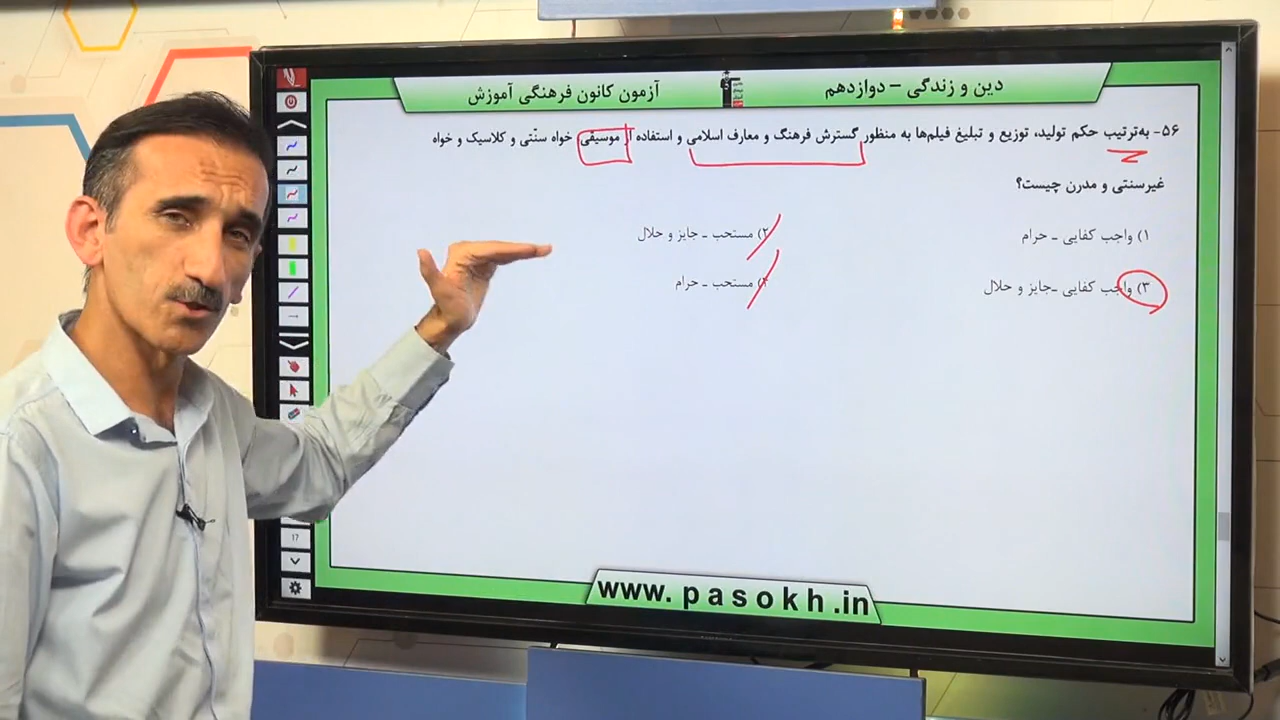 دین و زندگی – دوازدهم
آزمون کانون فرهنگی آموزش
۵۶- به‌ترتیب حکم تولید، توزیع و تبلیغ فیلم‌ها به منظور گسترش فرهنگ و معارف اسلامی و استفاده از موسیقی خواه سنّتی و کلاسیک و خواه
غیرسنتی و مدرن چیست؟
۱) واجب کفایی ـ حرام
۲) مستحب ـ جایز و حلال
۳) واجب کفایی ـجایز و حلال
۴) مستحب ـ حرام
۱۷
www.pasokh.in